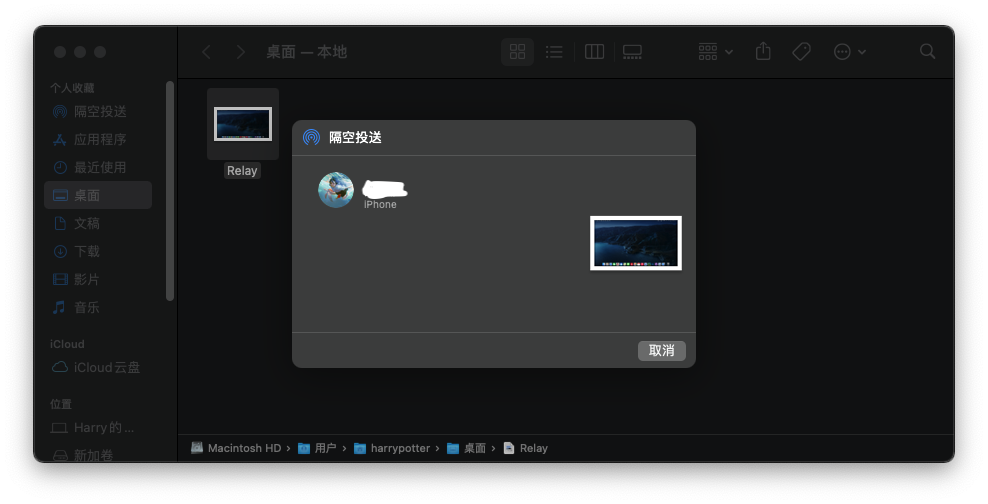 桌面 — 本地
个人收藏
隔空投送
应用程序
最近使用
桌面
文稿
下载
影片
音乐
iCloud
iCloud云盘
位置
Harry的 ...
新加卷
Relay
隔空投送
iPhone
取消
Macintosh HD › 用户 › harrypotter › 桌面 › Relay